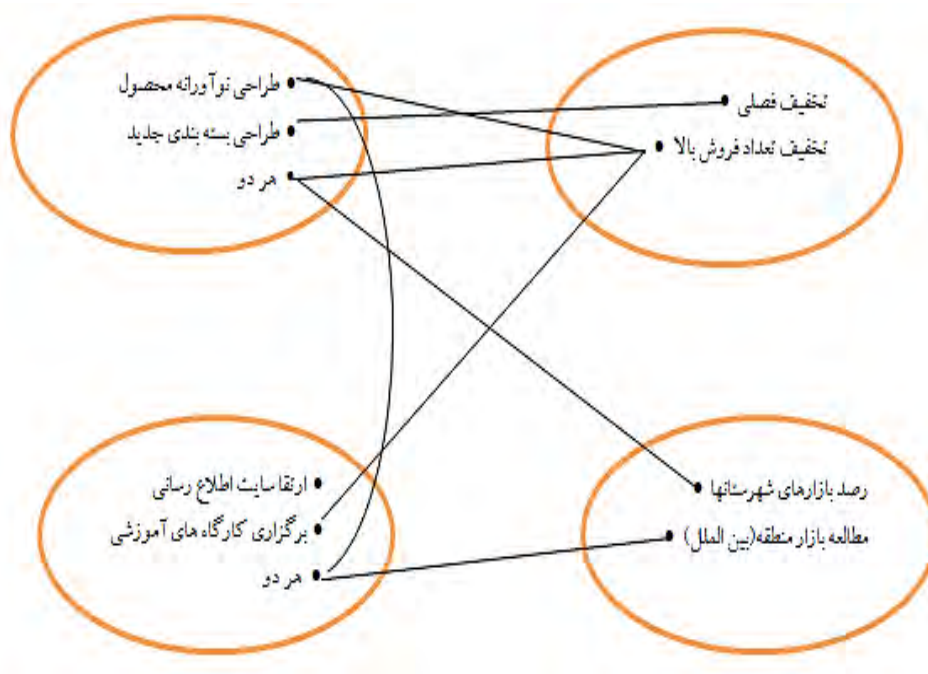 تخفیف فصلی
تخفیف تعداد فروش بالا
طراحی نوآورانه محصول
طراحی بسته بندی جدید
هر دو
رصد بازارهای شهرستانها
مطالعه بازار منطقه(بین الملل)
ارتقا سایت اطلاع رسانی
برگزاری کارگاه های آموزشی
هر دو